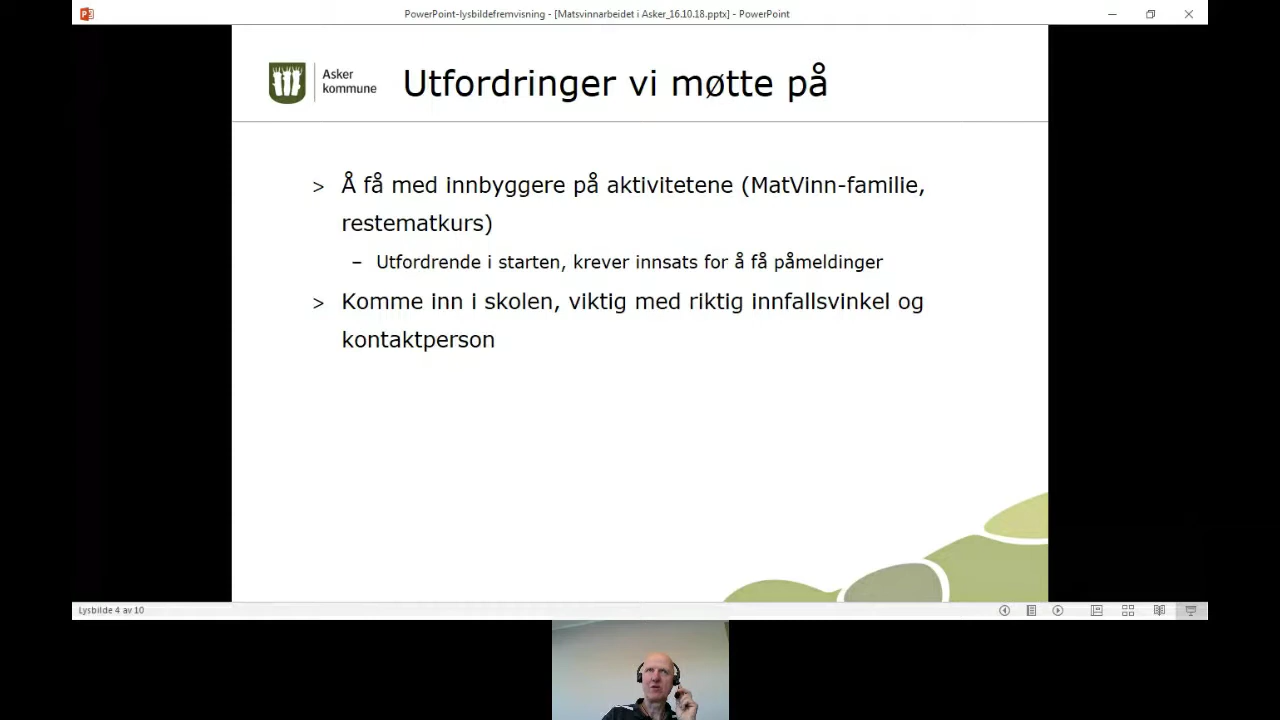 PowerPoint-lysbildefremvisning - [Matsvinnarbeidet i Asker_16.10.18.pptx] - PowerPoint
Asker
kommune
Utfordringer vi møtte på
> Å få med innbyggere på aktivitetene (MatVinn-familie,
restematkurs)
– Utfordrende i starten, krever innsats for å få påmeldinger
> Komme inn i skolen, viktig med riktig innfallsvinkel og
kontaktperson
Lysbilde 4 av 10